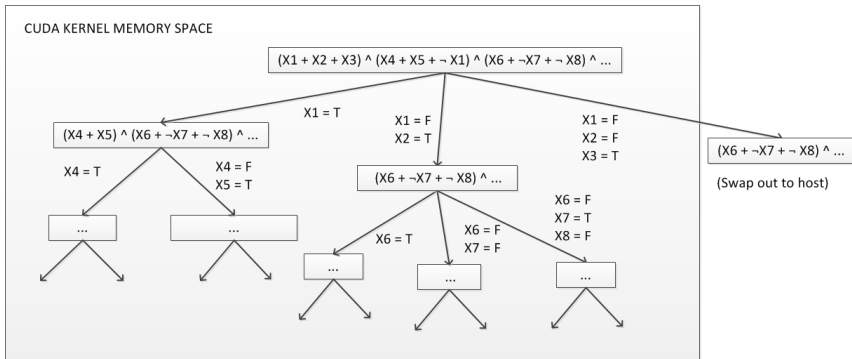 CUDA KERNEL MEMORY SPACE
(X1 + X2 + X3) ^ (X4 + X5 + ¬ X1) ^ (X6 + ¬X7 + ¬ X8) ^ ...
X1 = T
X1 = F
X2 = T
X1 = F
X2 = F
X3 = T
(X4 + X5) ^ (X6 + ¬X7 + ¬ X8) ^ ...
(X6 + ¬X7 + ¬ X8) ^ ...
(Swap out to host)
X4 = T
X4 = F
X5 = T
(X6 + ¬X7 + ¬ X8) ^ ...
...
...
X6 = T
X6 = F
X7 = F
X6 = F
X7 = T
X8 = F
...
...
...